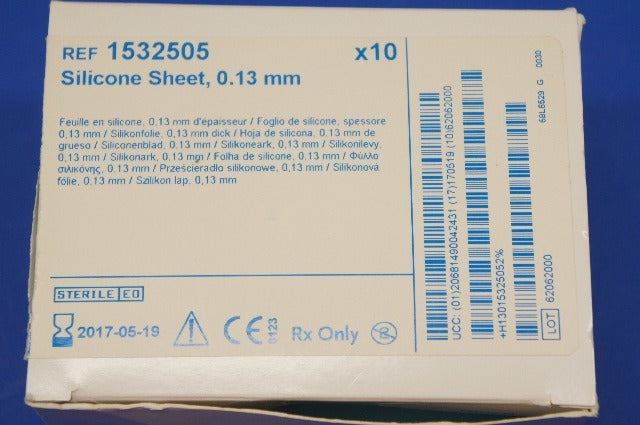 REF 1532505 x10
Silicone Sheet, 0.13 mm
Feuille en silicone, 0.13 mm d'épaisseur / Foglio de silicone, spessore
0,13 mm / Silikonfolie, 0,13 mm dick / Hoja de silicona, 0.13 mm de
grueso / Siliconenblad, 0,13 mm / Silikoneark, 0,13 mm / Silikonilevy,
0,13 mm / Silikonark, 0,13 mgn / Folha de silicone, 0,13 mm / Φύλλο
σιλικόνης, 0,13 mm / Prześcieradło silikonowe, 0,13 mm / Silikonová
fólie, 0,13 mm / Szilikon lap, 0,13 mm
STERILE EO
2017-05-19
CE 0123
Rx Only
UCC: (01)20681490042431 (17)170519 (10)62062000
+H13015325052%
LOT 62062000
68L6529 G 0030